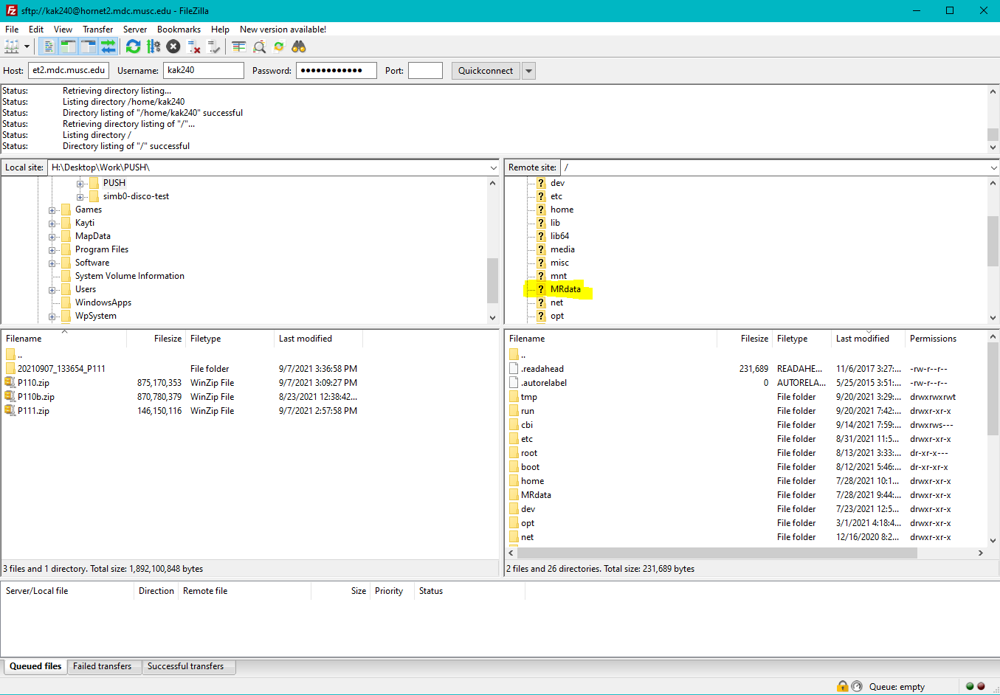 sftp://kak240@hornet2.mdc.musc.edu - FileZilla
File Edit View Transfer Server Bookmarks Help New version available!
Host: et2.mdc.musc.edu Username: kak240 Password: ●●●●●●●●●●●● Port: Quickconnect
Status: Retrieving directory listing...
Status: Listing directory /home/kak240
Status: Directory listing of "/home/kak240" successful
Status: Retrieving directory listing of "/"...
Status: Listing directory /
Status: Directory listing of "/" successful
Local site: H:\Desktop\Work\PUSH\
PUSH
simb0-disco-test
Games
Kayti
MapData
Program Files
Software
System Volume Information
Users
WindowsApps
WpSystem
Remote site: /
? dev
? etc
? home
? lib
? lib64
? media
? misc
? mnt
? MRdata
? net
? opt
Filename Filesize Filetype Last modified
..
20210907_133654_P111 File folder 9/7/2021 3:36:58 PM
P110.zip 875,170,353 WinZip File 9/7/2021 3:09:27 PM
P110b.zip 870,780,379 WinZip File 8/23/2021 12:38:42...
P111.zip 146,150,116 WinZip File 9/7/2021 2:57:58 PM
3 files and 1 directory. Total size: 1,892,100,848 bytes
Filename Filesize Filetype Last modified Permissions
..
.readahead 231,689 READAHE... 11/6/2017 3:27:... -rw-r--r--
.autorelabel 0 AUTORELA... 5/25/2015 3:51:... -rw-r--r--
tmp File folder 9/20/2021 3:29:... drwxrwxrwt
run File folder 9/20/2021 7:42:... drwxr-xr-x
cbi File folder 9/14/2021 7:59:... drwxrws---
etc File folder 8/31/2021 11:5... drwxr-xr-x
root File folder 8/13/2021 3:33:... dr-xr-x---
boot File folder 8/12/2021 5:46:... dr-xr-xr-x
home File folder 7/28/2021 10:1... drwxr-xr-x
MRdata File folder 7/28/2021 9:44:... drwxr-xr-x
dev File folder 7/23/2021 12:5... drwxr-xr-x
opt File folder 3/1/2021 4:18:4... drwxr-xr-x
net File folder 12/16/2020 8:2... drwxr-xr-x
2 files and 26 directories. Total size: 231,689 bytes
Server/Local file Direction Remote file Size Priority Status
Queued files Failed transfers Successful transfers
Queue: empty